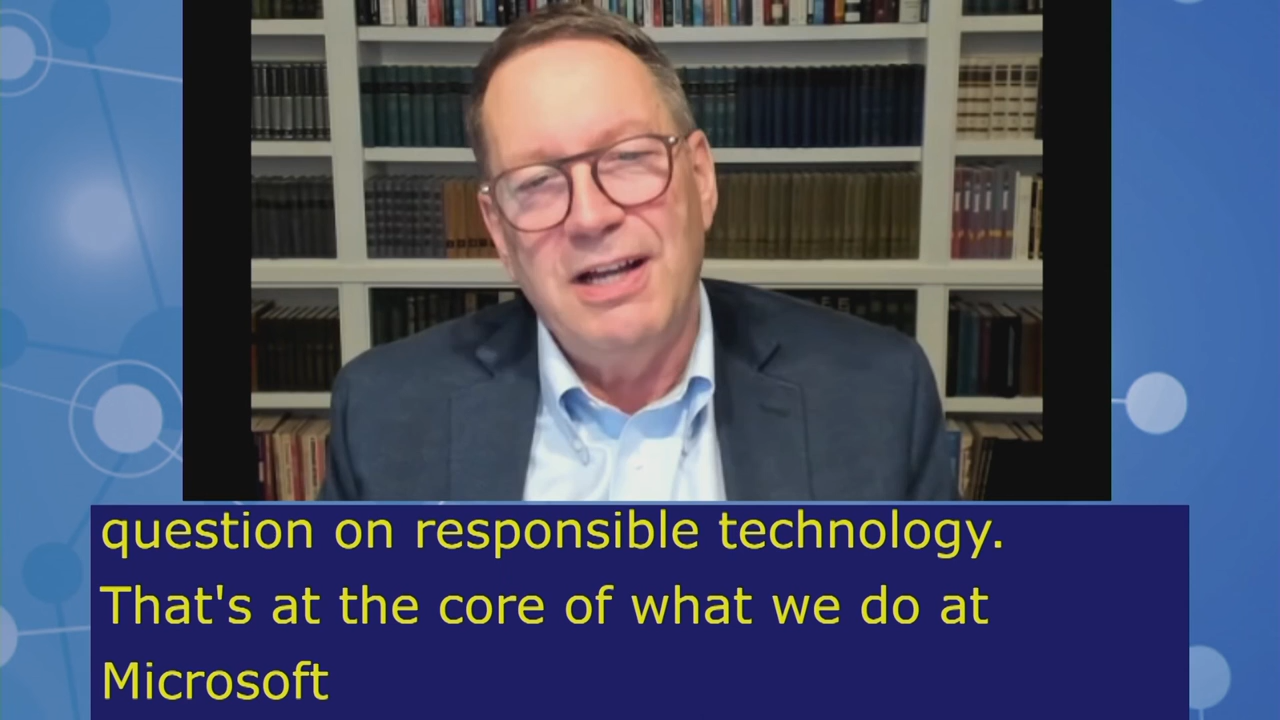 question on responsible technology.
That's at the core of what we do at
Microsoft